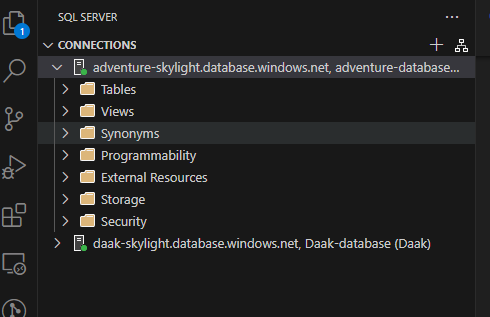 SQL SERVER
CONNECTIONS
adventure-skylight.database.windows.net, adventure-database...
Tables
Views
Synonyms
Programmability
External Resources
Storage
Security
daak-skylight.database.windows.net, Daak-database (Daak)
1